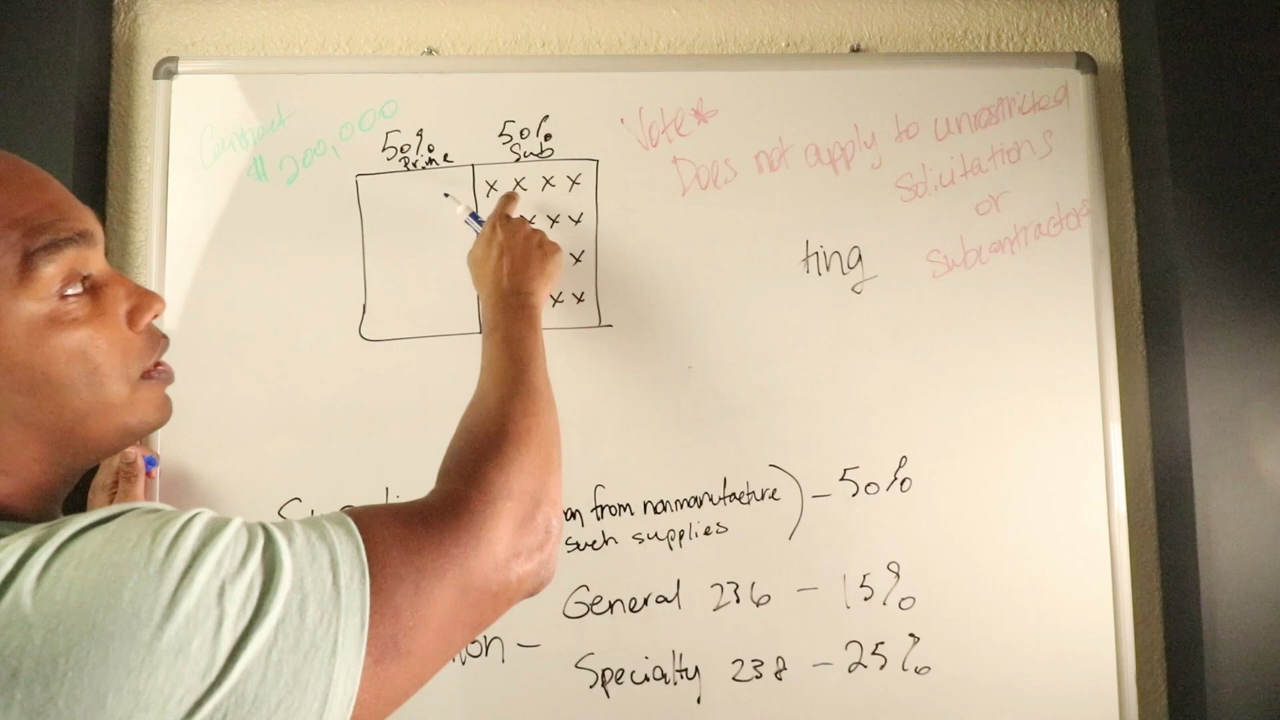 Contract
$200,000
50%
Prime
50%
Sub
x x x x
x x x
x
x x
Note*
Does not apply to unrestricted
solicitations
or
subcontractors
ting
on from nonmanufacture) - 50%
such supplies
General 236 - 15%
Specialty 238 - 25%